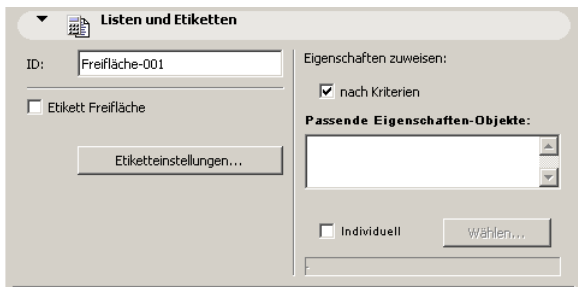 Listen und Etiketten
ID: Freifläche-001
Etikett Freifläche
Etiketteinstellungen...
Eigenschaften zuweisen:
nach Kriterien
Passende Eigenschaften-Objekte:
Individuell Wählen...
-